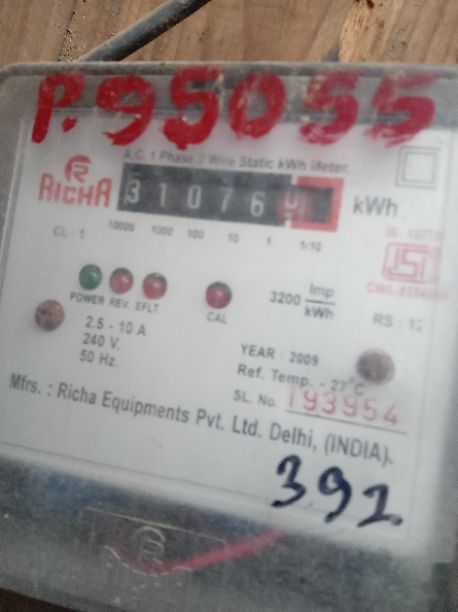 P.95055
A.C. 1 Phase 2 Wire Static kWh Meter
RICHA
31076
kWh
CL - 1
10000 1000 100 10 1 1/10
ISI
POWER REV. EFLT
CAL
3200 Imp/kWh
RS : 12
2.5 - 10 A
240 V.
50 Hz.
YEAR : 2009
Ref. Temp. - 27°C
SL. No. 193954
Mfrs. : Richa Equipments Pvt. Ltd. Delhi, (INDIA).
392